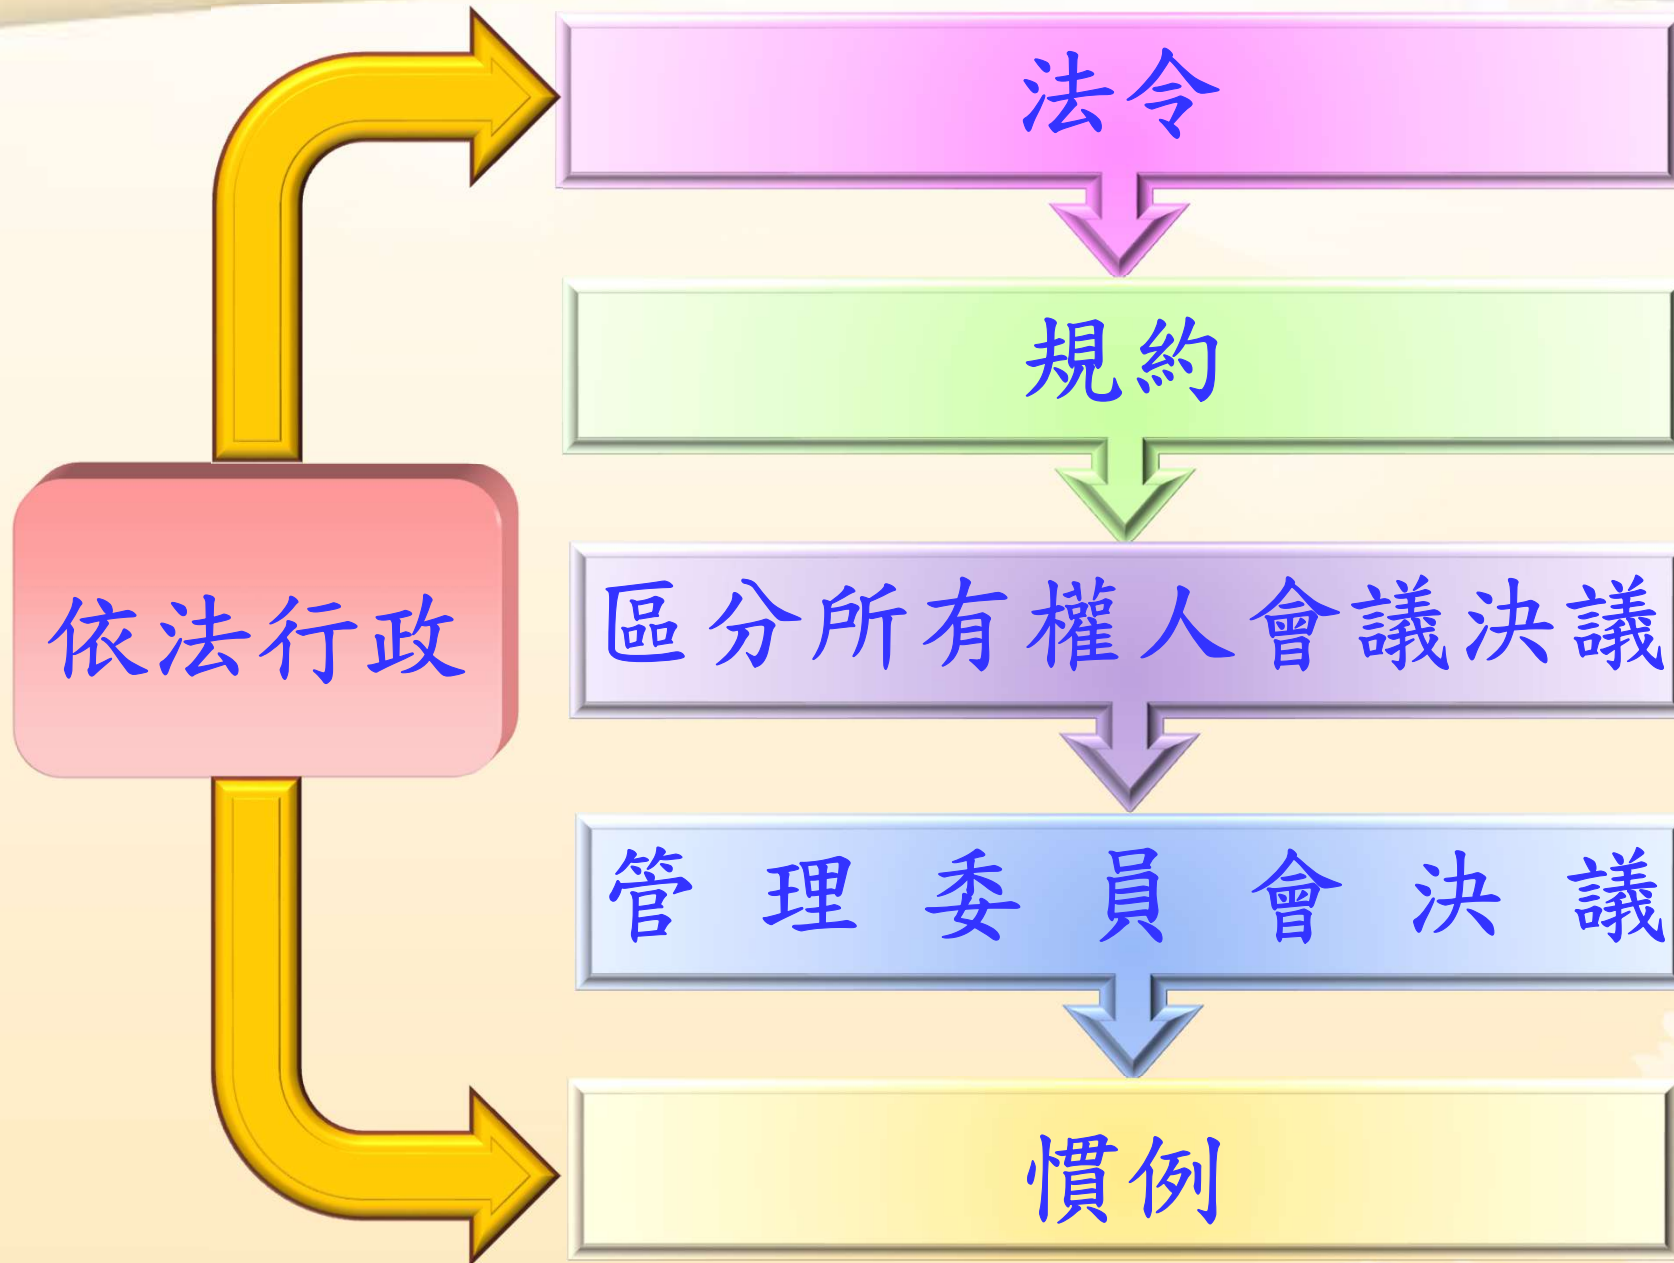 法令
規約
依法行政
區分所有權人會議決議
管理委員會決議
慣例